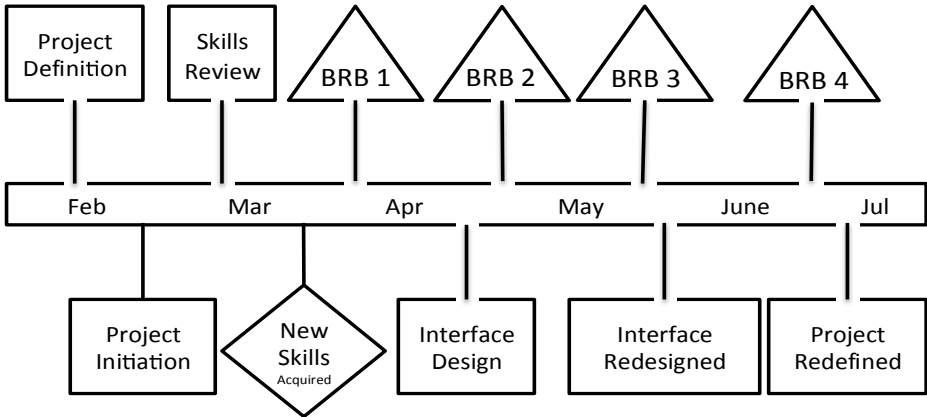 Project
Definition
Skills
Review
BRB 1
BRB 2
BRB 3
BRB 4
Feb
Mar
Apr
May
June
Jul
Project
Initiation
New
Skills
Acquired
Interface
Design
Interface
Redesigned
Project
Redefined